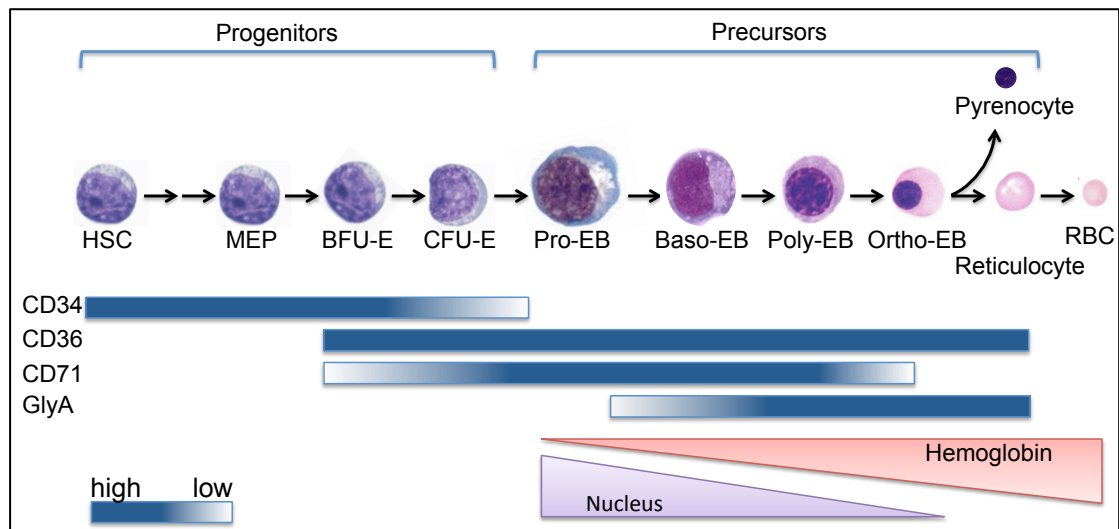 Progenitors
Precursors
Pyrenocyte
HSC
MEP
BFU-E
CFU-E
Pro-EB
Baso-EB
Poly-EB
Ortho-EB
Reticulocyte
RBC
CD34
CD36
CD71
GlyA
Hemoglobin
Nucleus
high
low